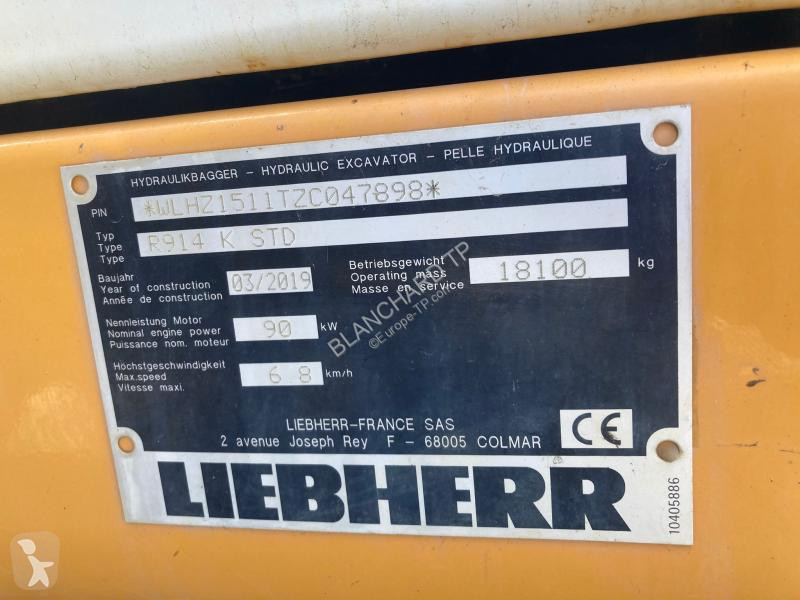 HYDRAULIKBAGGER - HYDRAULIC EXCAVATOR - PELLE HYDRAULIQUE
PIN *WLHZ1511TZC047898*
Typ
Type
Type
R914 K STD
Baujahr
Year of construction
Année de construction
03/2019
Betriebsgewicht
Operating mass
Masse en service
18100 kg
Nennleistung Motor
Nominal engine power
Puissance nom. moteur
90 kW
Höchstgeschwindigkeit
Max.speed
Vitesse maxi.
6 8 km/h
BLANCHARD TP
©Europe-TP.com
LIEBHERR-FRANCE SAS
2 avenue Joseph Rey F - 68005 COLMAR
CE
LIEBHERR
10405886